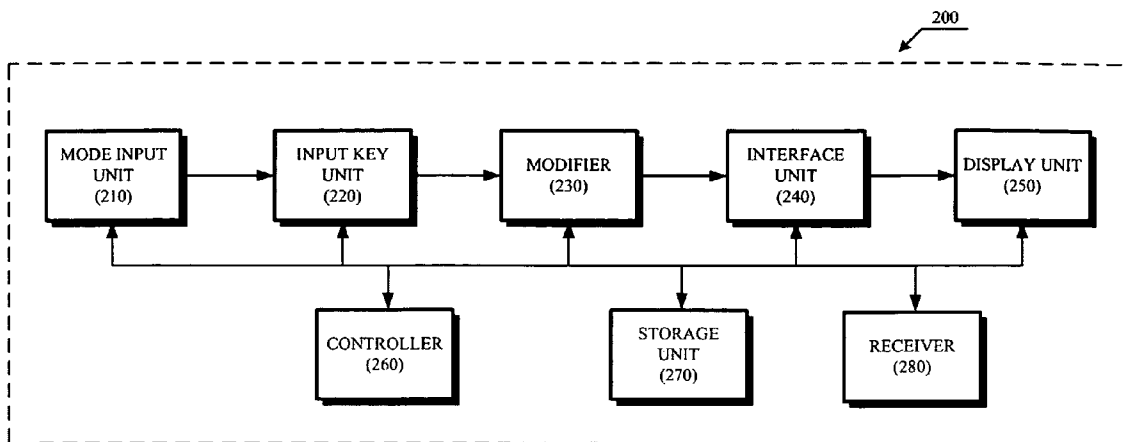 200
MODE INPUT
UNIT
(210)
INPUT KEY
UNIT
(220)
MODIFIER
(230)
INTERFACE
UNIT
(240)
DISPLAY UNIT
(250)
CONTROLLER
(260)
STORAGE
UNIT
(270)
RECEIVER
(280)